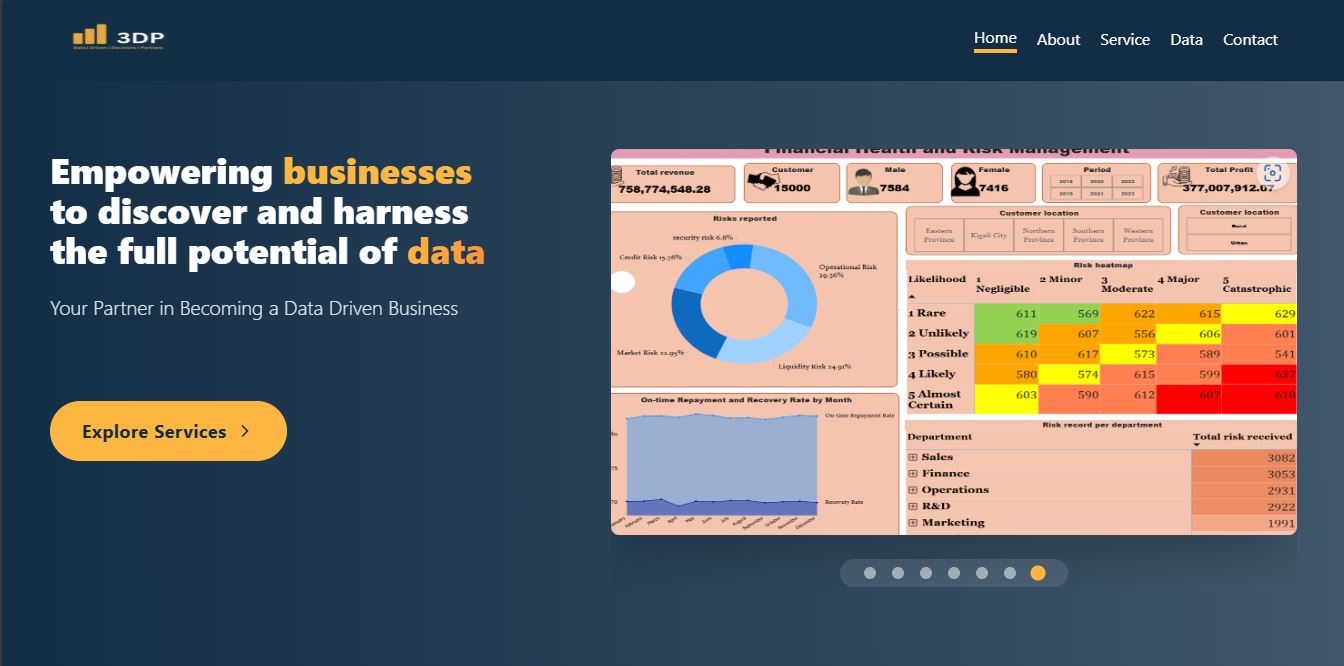 3DP
Data | Driven | Decisions | Partners
Home About Service Data Contact
Empowering businesses
to discover and harness
the full potential of data
Your Partner in Becoming a Data Driven Business
Explore Services
Financial Health and Risk Management
Total revenue
758,774,548.28
Customer
15000
Male
7584
Female
7416
Period
2018 2020 2022
2019 2021 2023
Total Profit
377,007,912.07
Risks reported
security risk 6.8%
Credit Risk 15.78%
Operational Risk
29.56%
Market Risk 22.95%
Liquidity Risk 24.91%
Customer location
Eastern Province
Kigali City
Northern Province
Southern Province
Western Province
Customer location
Rural
Urban
Risk heatmap
Likelihood 1 Negligible 2 Minor 3 Moderate 4 Major 5 Catastrophic
1 Rare 611 569 622 615 629
2 Unlikely 619 607 556 606 601
3 Possible 610 617 573 589 541
4 Likely 580 574 615 599 637
5 Almost Certain 603 590 612 607 618
On-time Repayment and Recovery Rate by Month
On-time Repayment Rate
Recovery Rate
February March April May June July August September October November December
Risk record per department
Department Total risk received
Sales 3082
Finance 3053
Operations 2931
R&D 2922
Marketing 1991